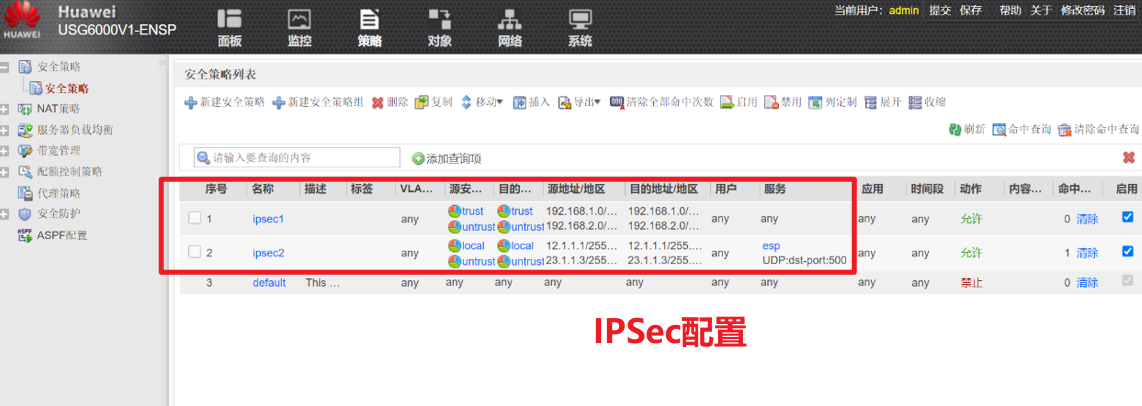 Huawei
USG6000V1-ENSP
HUAWEI
面板 监控 策略 对象 网络 系统
当前用户：admin 提交 保存 帮助 关于 修改密码 注销
安全策略
安全策略
NAT策略
服务器负载均衡
带宽管理
配额控制策略
代理策略
安全防护
ASPF ASPF配置
安全策略列表
新建安全策略 新建安全策略组 删除 复制 移动 插入 导出 清除全部命中次数 启用 禁用 列定制 展开 收缩
刷新 命中查询 清除命中查询
请输入要查询的内容 添加查询项
序号 名称 描述 标签 VLA... 源安... 目的... 源地址/地区 目的地址/地区 用户 服务 应用 时间段 动作 内容... 命中... 启用
1 ipsec1 any trust trust 192.168.1.0/... 192.168.1.0/... any any any any 允许 0 清除
untrust untrust 192.168.2.0/... 192.168.2.0/...
2 ipsec2 any local local 12.1.1.1/255.... 12.1.1.1/255.... any esp any any 允许 1 清除
untrust untrust 23.1.1.3/255.... 23.1.1.3/255.... UDP:dst-port:500
3 default This ... any any any any any any any any any 禁止 0 清除
IPSec配置